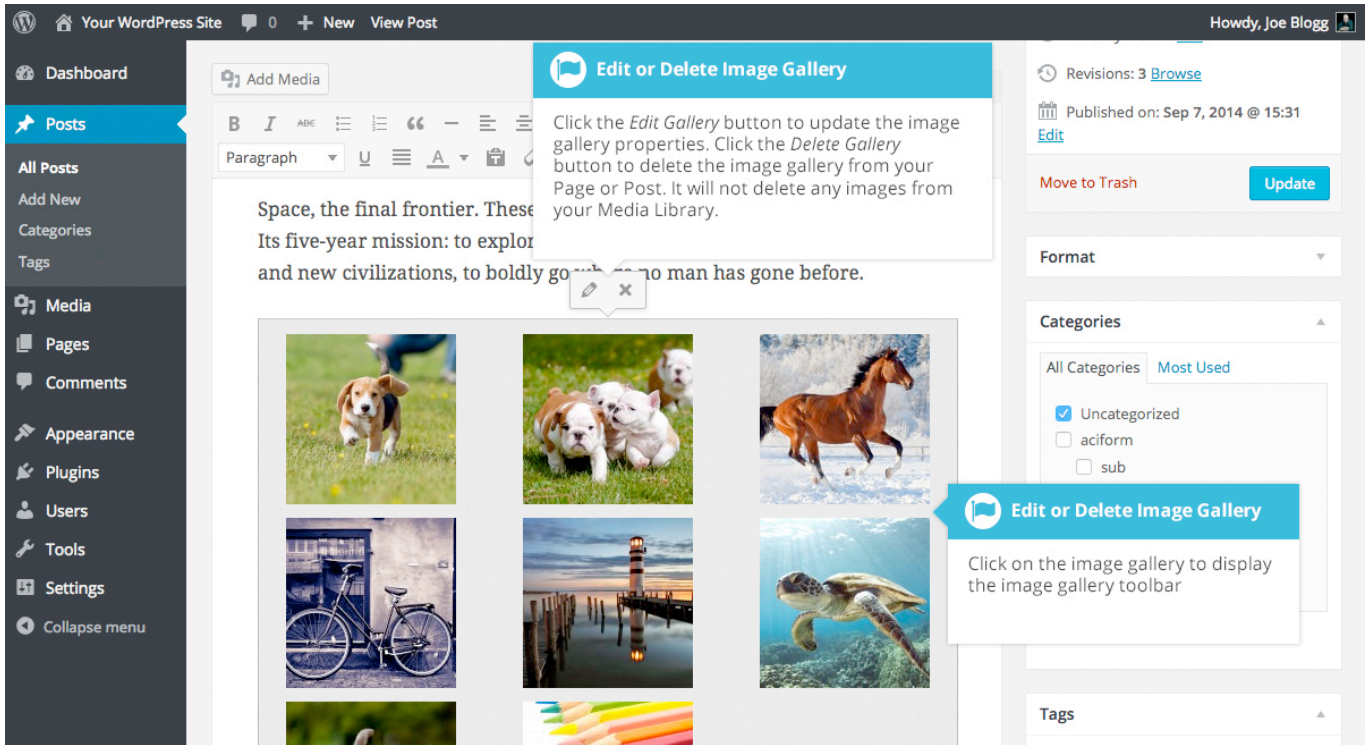 Your WordPress Site 0 + New View Post
Howdy, Joe Blogg
Dashboard
Posts
All Posts
Add New
Categories
Tags
Media
Pages
Comments
Appearance
Plugins
Users
Tools
Settings
Collapse menu
Add Media
B I ABC
Paragraph U A T
Space, the final frontier. These
Its five-year mission: to explor
and new civilizations, to boldly go where no man has gone before.
Edit or Delete Image Gallery
Click the Edit Gallery button to update the image
gallery properties. Click the Delete Gallery
button to delete the image gallery from your
Page or Post. It will not delete any images from
your Media Library.
Revisions: 3 Browse
Published on: Sep 7, 2014 @ 15:31
Edit
Move to Trash
Update
Format
Categories
All Categories Most Used
Uncategorized
aciform
sub
Edit or Delete Image Gallery
Click on the image gallery to display
the image gallery toolbar
Tags